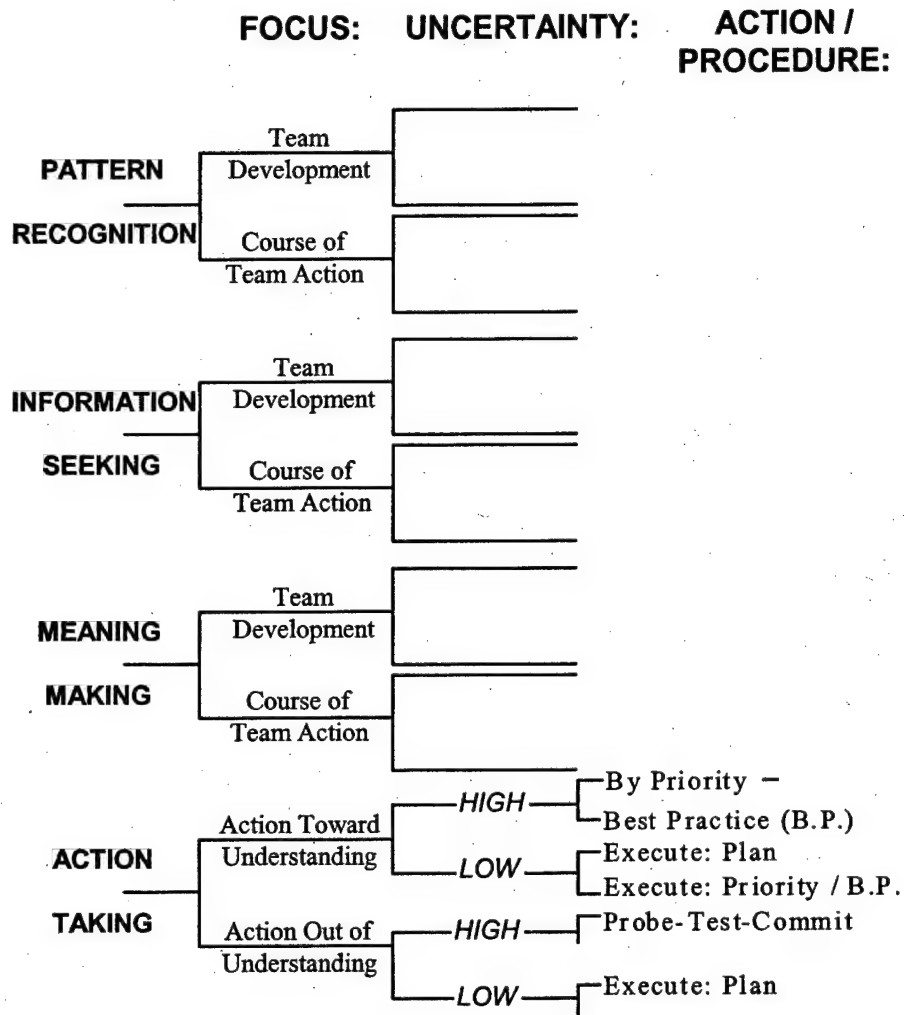 FOCUS: UNCERTAINTY: ACTION /
PROCEDURE:
PATTERN
RECOGNITION
Team
Development
Course of
Team Action
INFORMATION
SEEKING
Team
Development
Course of
Team Action
MEANING
MAKING
Team
Development
Course of
Team Action
ACTION
TAKING
Action Toward
Understanding
HIGH
By Priority –
Best Practice (B.P.)
LOW
Execute: Plan
Execute: Priority / B.P.
Action Out of
Understanding
HIGH
Probe-Test-Commit
LOW
Execute: Plan